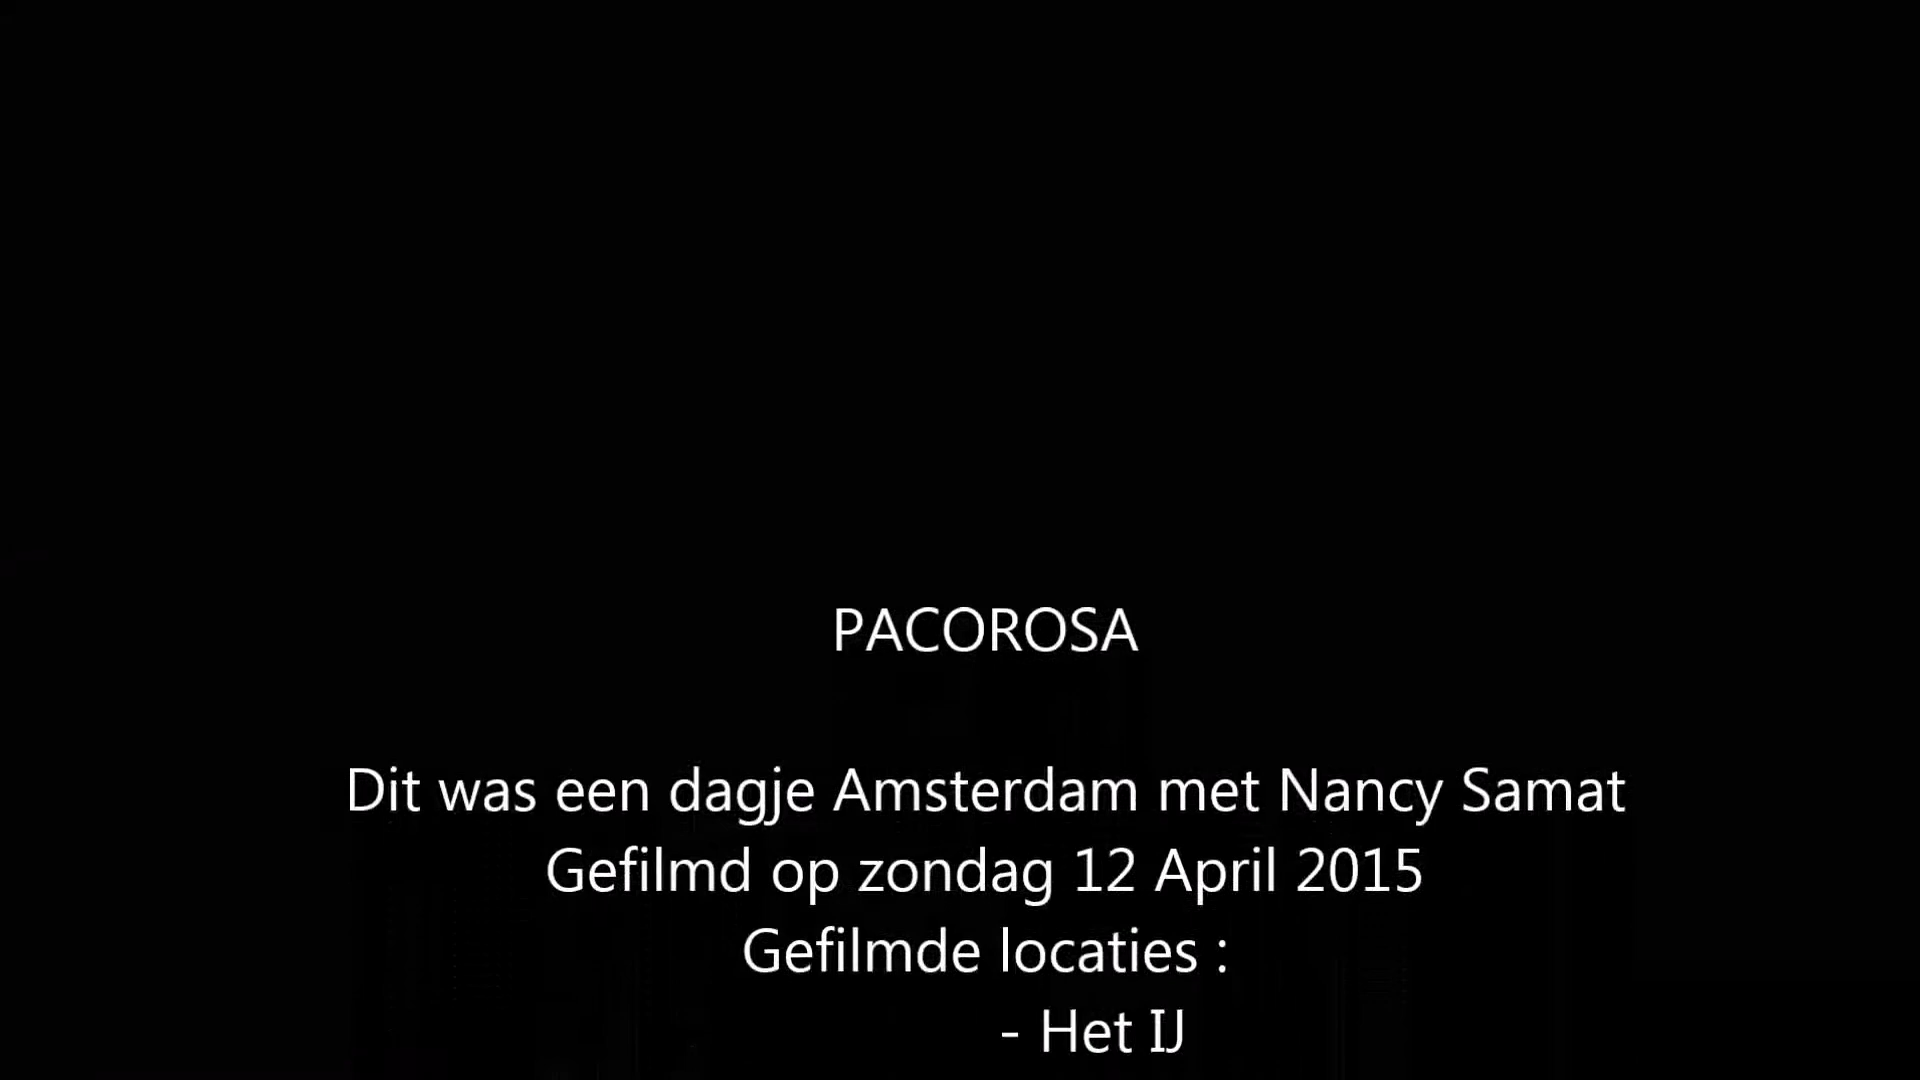 PACOROSA
Dit was een dagje Amsterdam met Nancy Samat
Gefilmd op zondag 12 April 2015
Gefilmde locaties :
- Het IJ